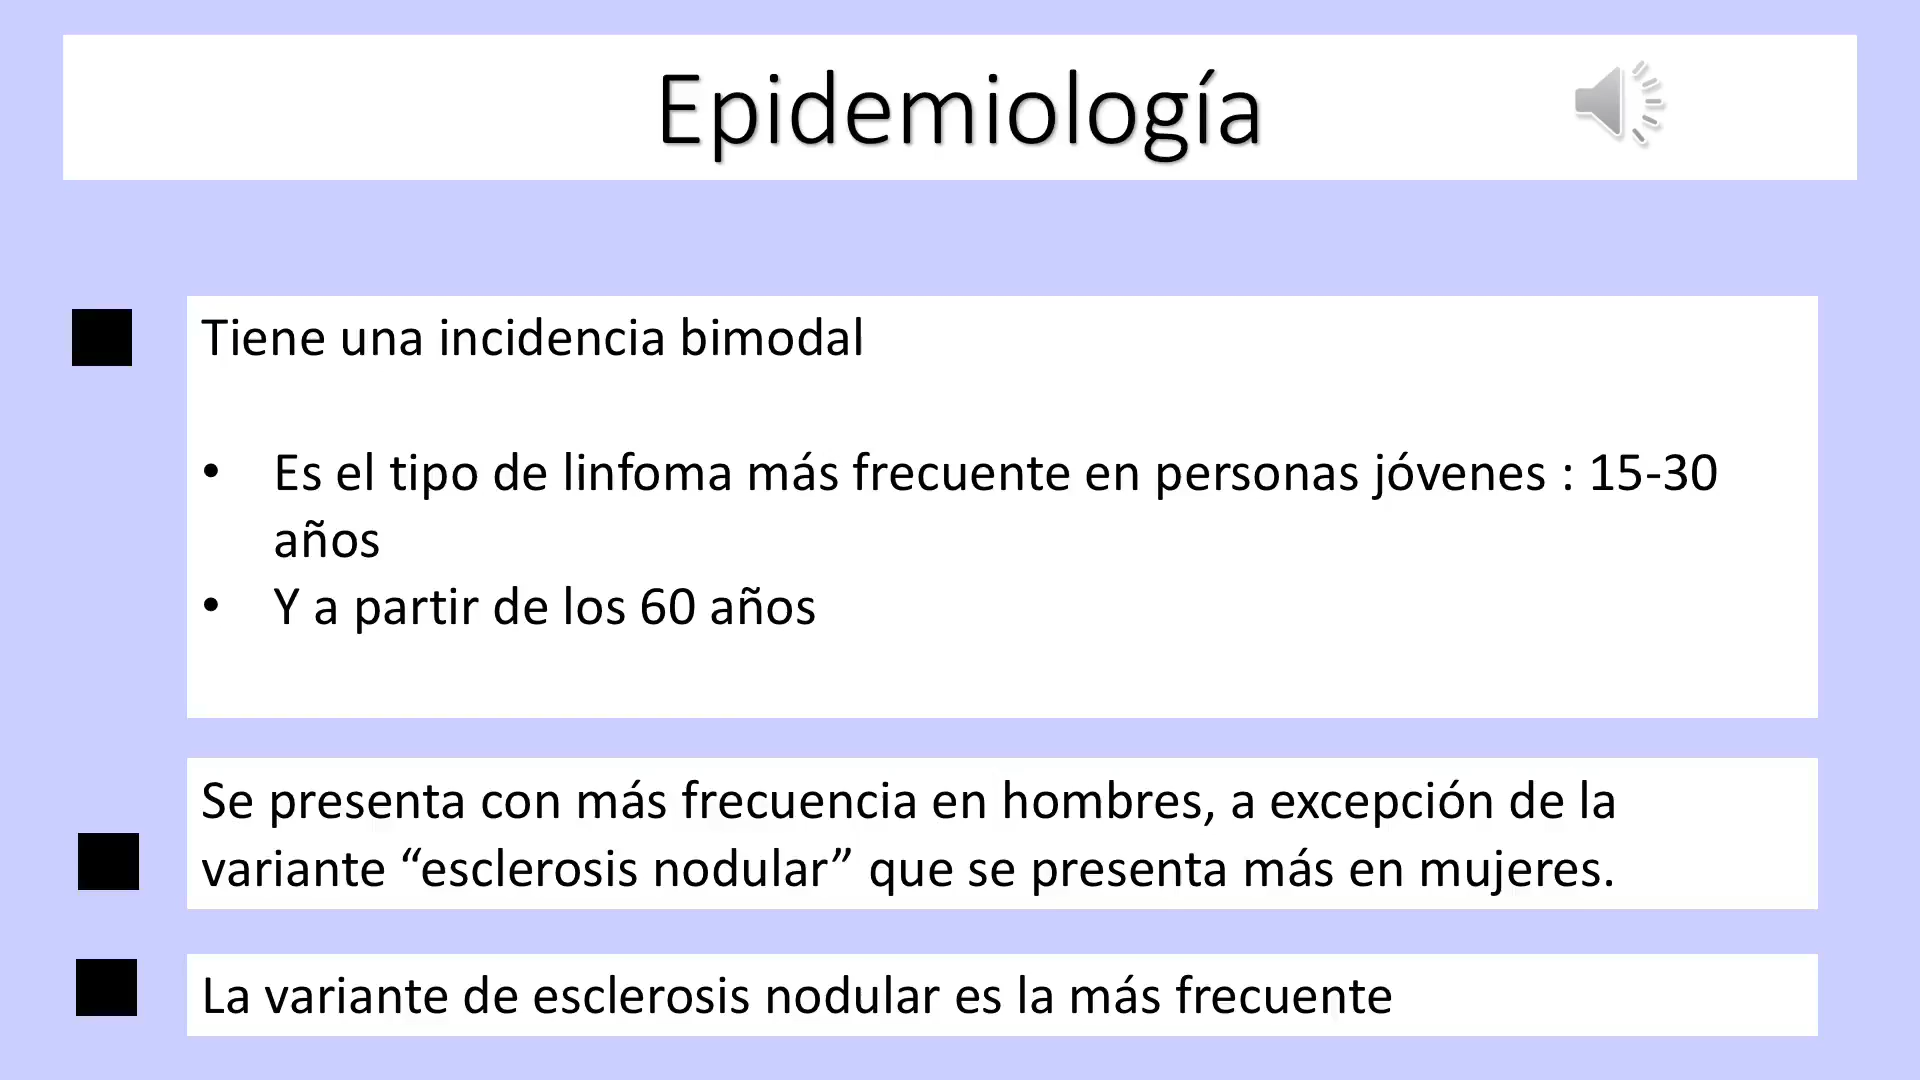 Epidemiología
Tiene una incidencia bimodal
• Es el tipo de linfoma más frecuente en personas jóvenes : 15-30
años
• Y a partir de los 60 años
Se presenta con más frecuencia en hombres, a excepción de la
variante “esclerosis nodular” que se presenta más en mujeres.
La variante de esclerosis nodular es la más frecuente